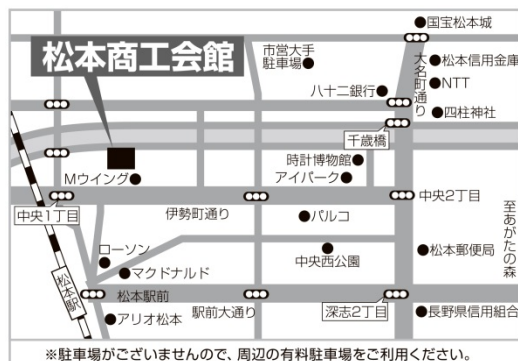 国宝松本城
松本商工会館
市営大手
駐車場
大名町通り
松本信用金庫
八十二銀行
NTT
四柱神社
千歳橋
時計博物館
Mウイング
アイパーク
中央1丁目
伊勢町通り
パルコ
中央2丁目
至あがたの森
ローソン
中央西公園
松本郵便局
マクドナルド
松本駅
松本駅前
駅前大通り
深志2丁目
アリオ松本
長野県信用組合
※駐車場がございませんので、周辺の有料駐車場をご利用ください。